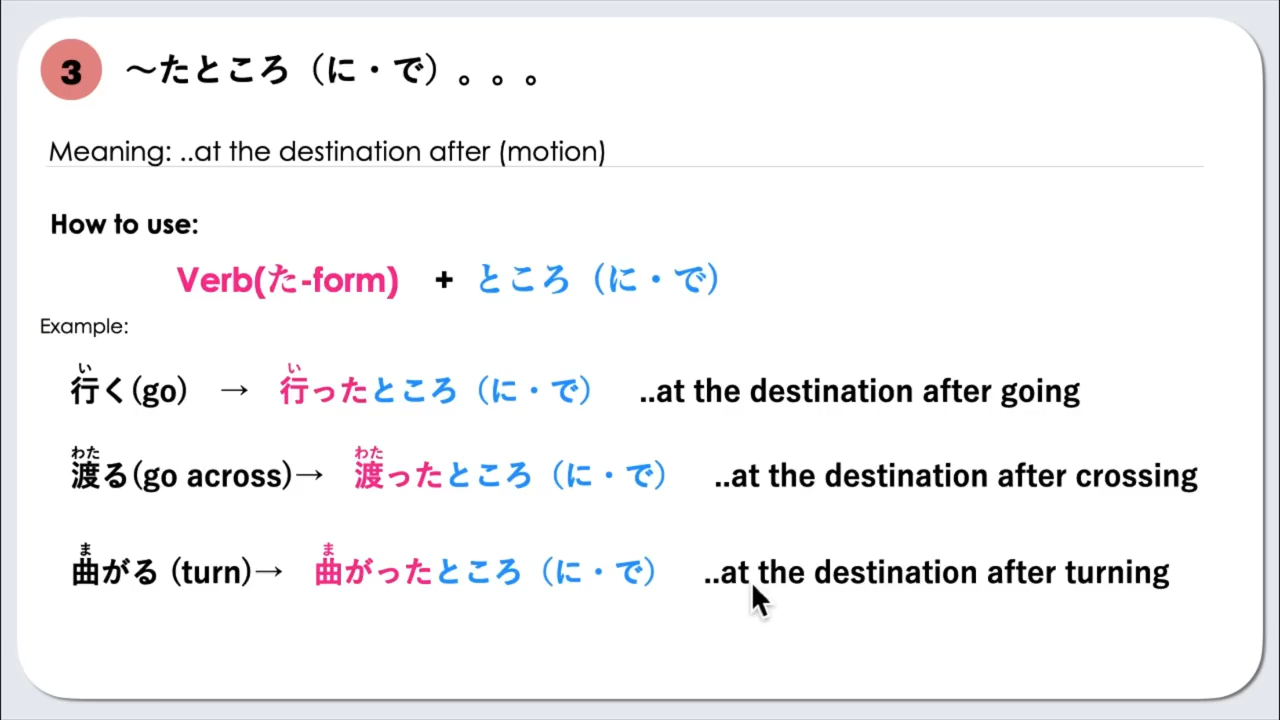 3 ～たところ（に・で）。。。
Meaning: ..at the destination after (motion)
How to use:
Verb(た-form) + ところ（に・で）
Example:
い い
行く(go) → 行ったところ（に・で） ..at the destination after going
わた わた
渡る(go across)→ 渡ったところ（に・で） ..at the destination after crossing
ま ま
曲がる (turn)→ 曲がったところ（に・で） ..at the destination after turning